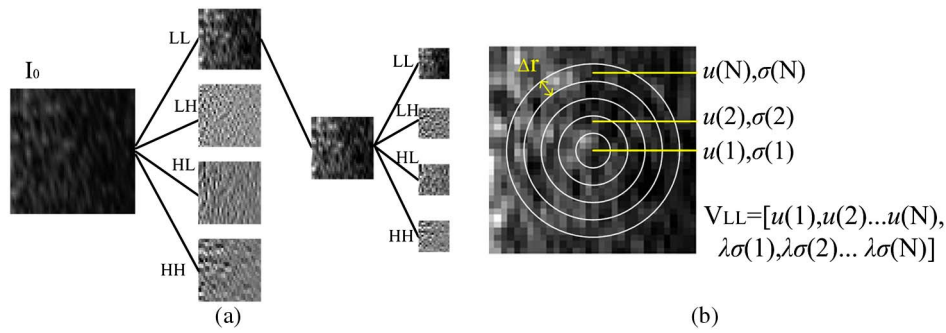 I₀
LL
LH
HL
HH
LL
LH
HL
HH
(a)
Δr
u(N),σ(N)
u(2),σ(2)
u(1),σ(1)
VLL=[u(1),u(2)...u(N),
λσ(1),λσ(2)... λσ(N)]
(b)